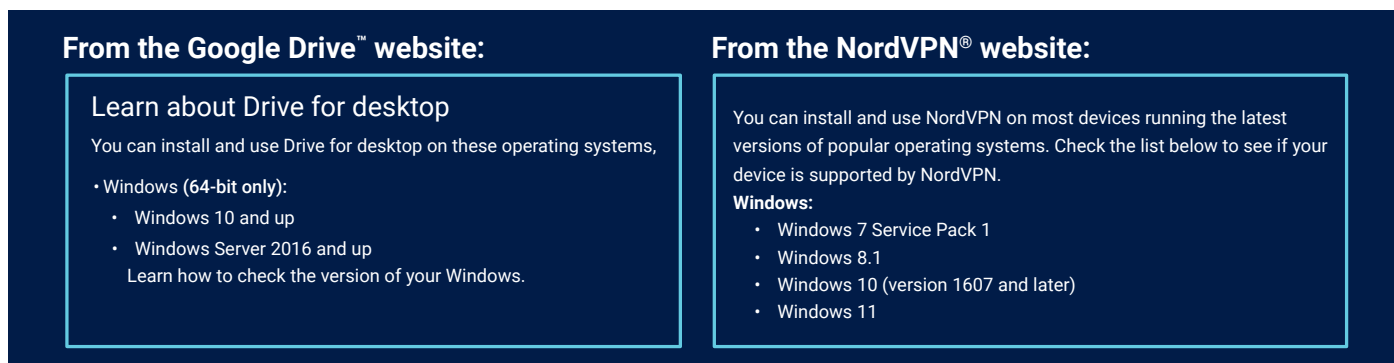 From the Google Drive™ website:
Learn about Drive for desktop
You can install and use Drive for desktop on these operating systems,
• Windows (64-bit only):
• Windows 10 and up
• Windows Server 2016 and up
Learn how to check the version of your Windows.
From the NordVPN® website:
You can install and use NordVPN on most devices running the latest
versions of popular operating systems. Check the list below to see if your
device is supported by NordVPN.
Windows:
• Windows 7 Service Pack 1
• Windows 8.1
• Windows 10 (version 1607 and later)
• Windows 11